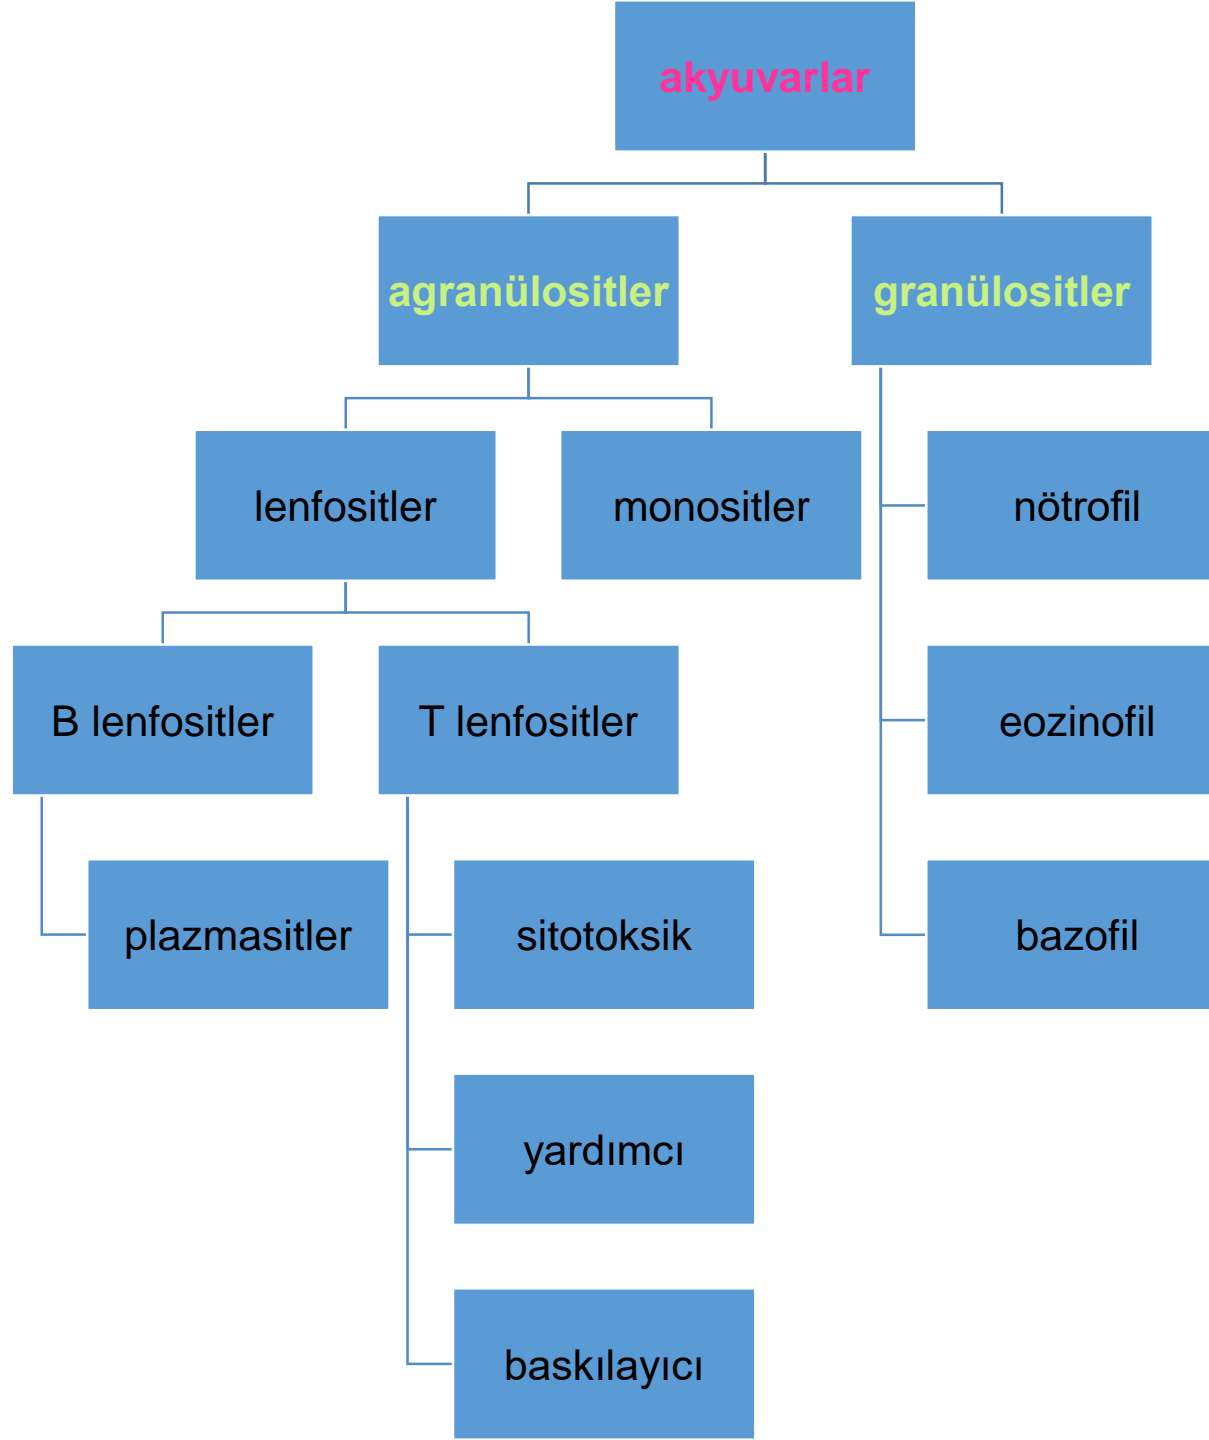 akyuvarlar
agranülositler
granülositler
lenfositler
monositler
nötrofil
B lenfositler
T lenfositler
eozinofil
plazmasitler
sitotoksik
bazofil
yardımcı
baskılayıcı